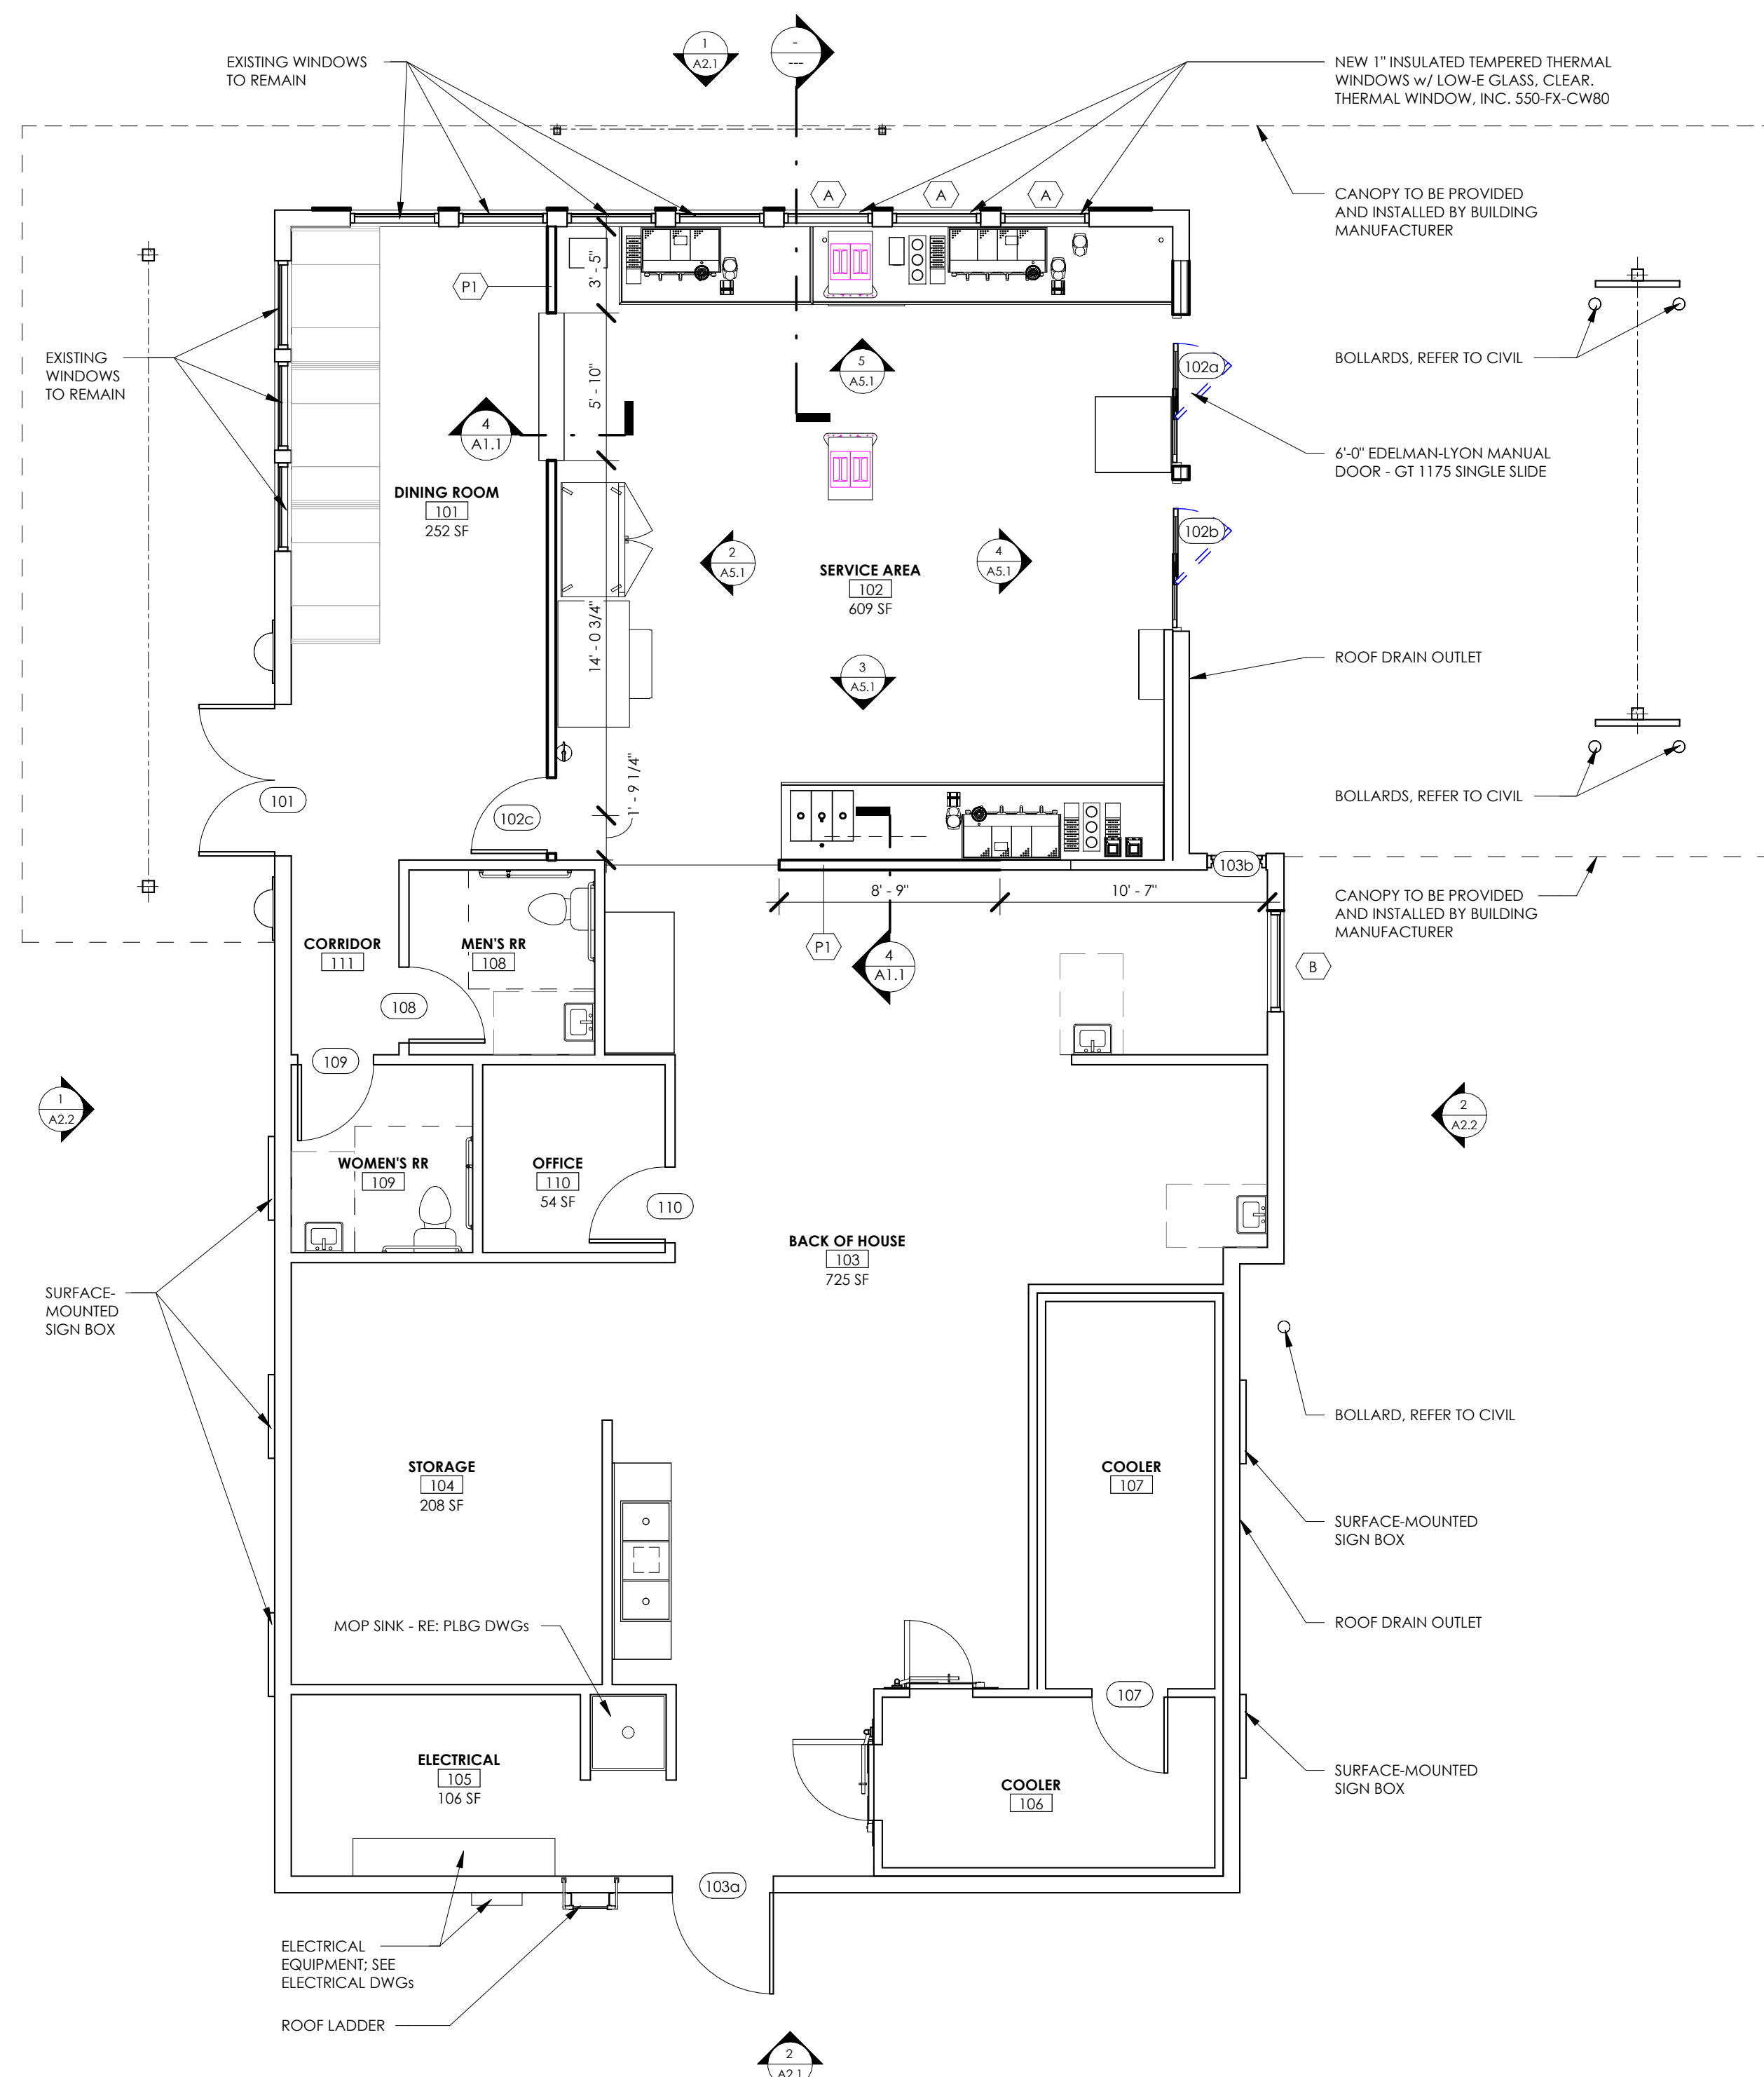 1
A2.1
-
---
EXISTING WINDOWS
TO REMAIN
NEW 1" INSULATED TEMPERED THERMAL
WINDOWS w/ LOW-E GLASS, CLEAR.
THERMAL WINDOW, INC. 550-FX-CW80
A
A
A
CANOPY TO BE PROVIDED
AND INSTALLED BY BUILDING
MANUFACTURER
P1
3' - 5"
EXISTING
WINDOWS
TO REMAIN
5' - 10"
5
A5.1
102a
BOLLARDS, REFER TO CIVIL
4
A1.1
6'-0" EDELMAN-LYON MANUAL
DOOR - GT 1175 SINGLE SLIDE
DINING ROOM
101
252 SF
102b
2
A5.1
4
A5.1
SERVICE AREA
102
609 SF
14' - 0 3/4"
3
A5.1
ROOF DRAIN OUTLET
1' - 9 1/4"
101
102c
BOLLARDS, REFER TO CIVIL
103b
8' - 9"
10' - 7"
CANOPY TO BE PROVIDED
AND INSTALLED BY BUILDING
MANUFACTURER
CORRIDOR
111
MEN'S RR
108
P1
4
A1.1
B
108
109
1
A2.2
2
A2.2
WOMEN'S RR
109
OFFICE
110
54 SF
110
BACK OF HOUSE
103
725 SF
SURFACE-
MOUNTED
SIGN BOX
BOLLARD, REFER TO CIVIL
STORAGE
104
208 SF
COOLER
107
SURFACE-MOUNTED
SIGN BOX
MOP SINK - RE: PLBG DWGs
ROOF DRAIN OUTLET
107
ELECTRICAL
105
106 SF
COOLER
106
SURFACE-MOUNTED
SIGN BOX
103a
ELECTRICAL
EQUIPMENT; SEE
ELECTRICAL DWGs
ROOF LADDER
2
A2.1